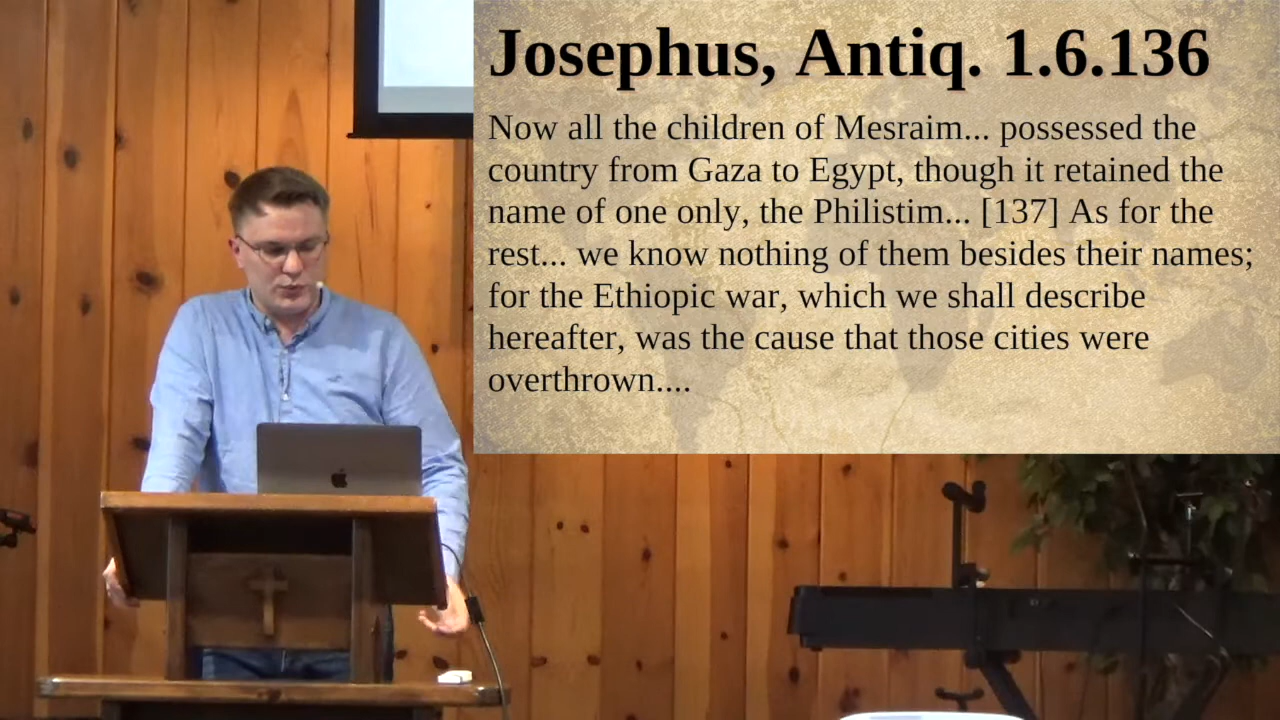 Josephus, Antiq. 1.6.136
Now all the children of Mesraim... possessed the
country from Gaza to Egypt, though it retained the
name of one only, the Philistim... [137] As for the
rest... we know nothing of them besides their names;
for the Ethiopic war, which we shall describe
hereafter, was the cause that those cities were
overthrown....